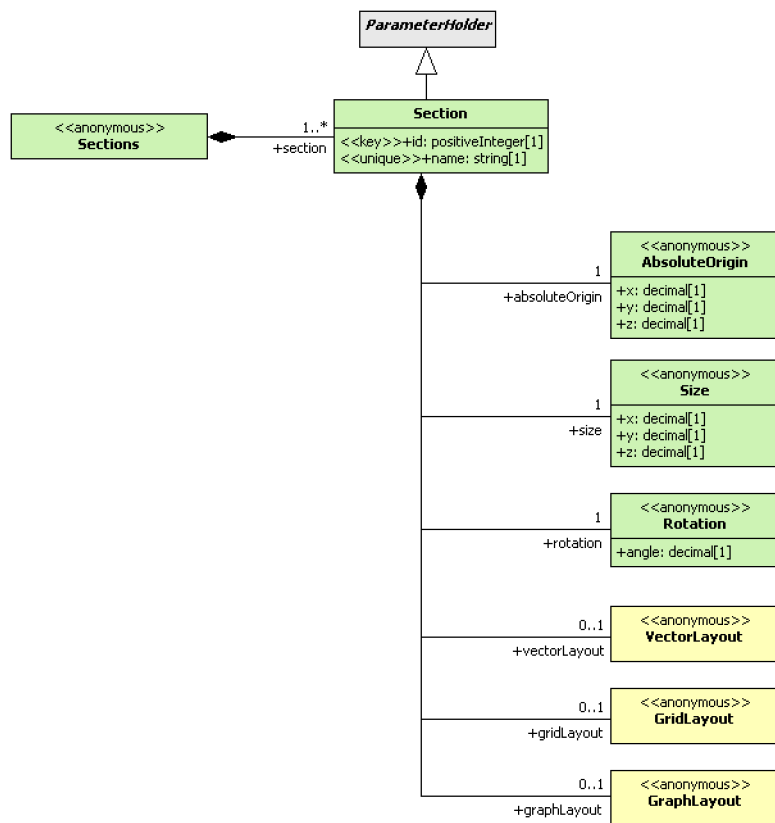 ParameterHolder
<<anonymous>>
Sections
1..*
+section
Section
<<key>>+id: positiveInteger[1]
<<unique>>+name: string[1]
1
+absoluteOrigin
<<anonymous>>
AbsoluteOrigin
+x: decimal[1]
+y: decimal[1]
+z: decimal[1]
1
+size
<<anonymous>>
Size
+x: decimal[1]
+y: decimal[1]
+z: decimal[1]
1
+rotation
<<anonymous>>
Rotation
+angle: decimal[1]
0..1
+vectorLayout
<<anonymous>>
VectorLayout
0..1
+gridLayout
<<anonymous>>
GridLayout
0..1
+graphLayout
<<anonymous>>
GraphLayout